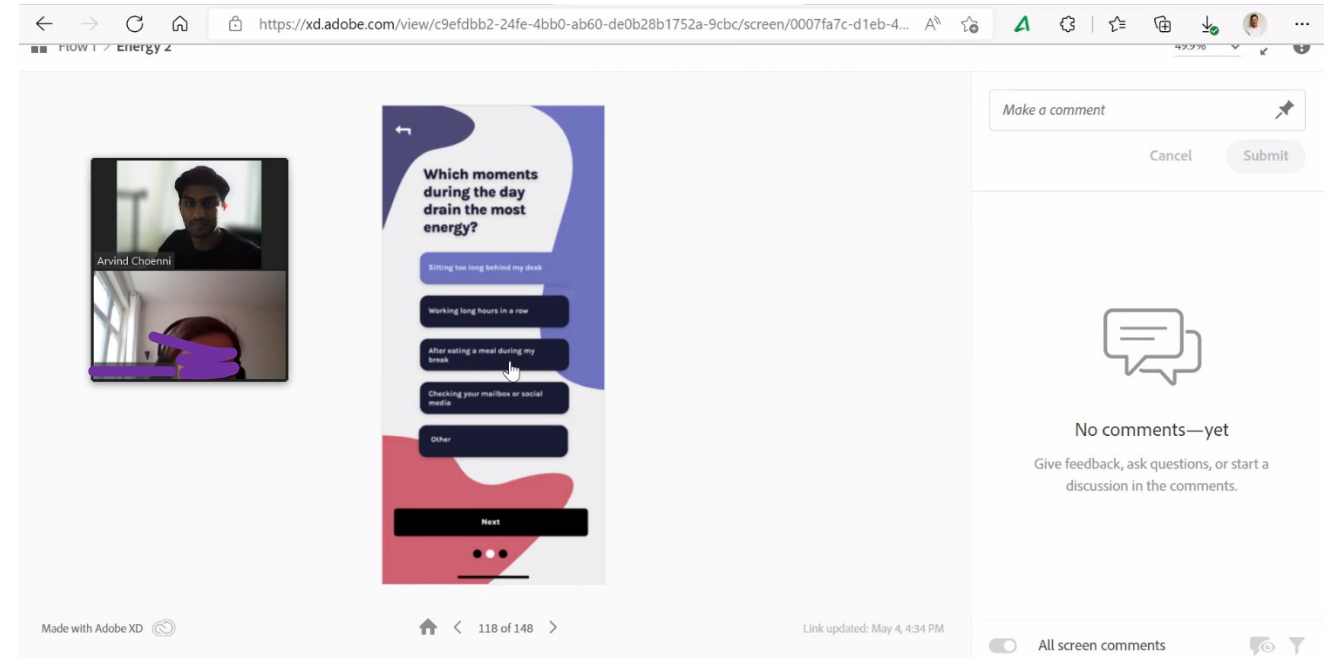 https://xd.adobe.com/view/c9efdbb2-24fe-4bb0-ab60-de0b28b1752a-9cbc/screen/0007fa7c-d1eb-4...
Flow 1 > Energy 2
49.9%
Make a comment
Cancel
Submit
Which moments
during the day
drain the most
energy?
Arvind Choenni
Sitting too long behind my desk
Working long hours in a row
After eating a meal during my
break
Checking your mailbox or social
media
Other
Next
No comments—yet
Give feedback, ask questions, or start a
discussion in the comments.
Made with Adobe XD
118 of 148
Link updated: May 4, 4:34 PM
All screen comments